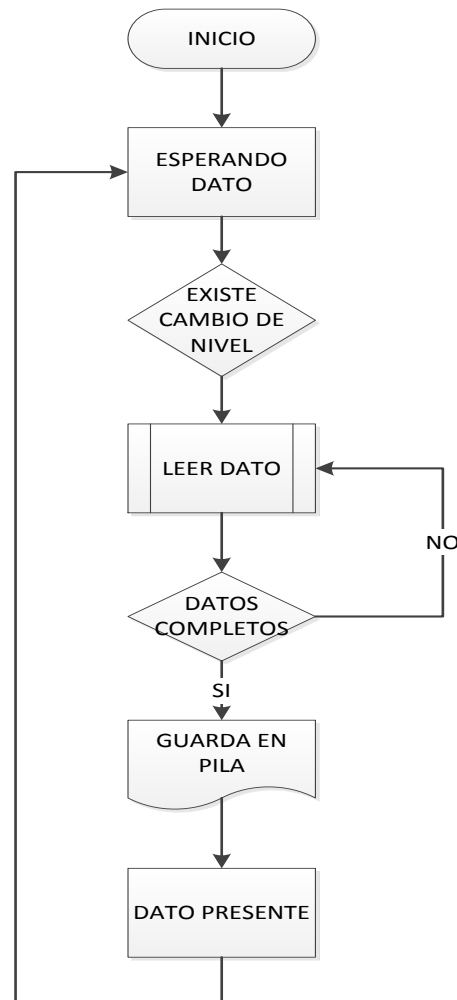 INICIO
ESPERANDO
DATO
EXISTE
CAMBIO DE
NIVEL
LEER DATO
NO
DATOS
COMPLETOS
SI
GUARDA EN
PILA
DATO PRESENTE